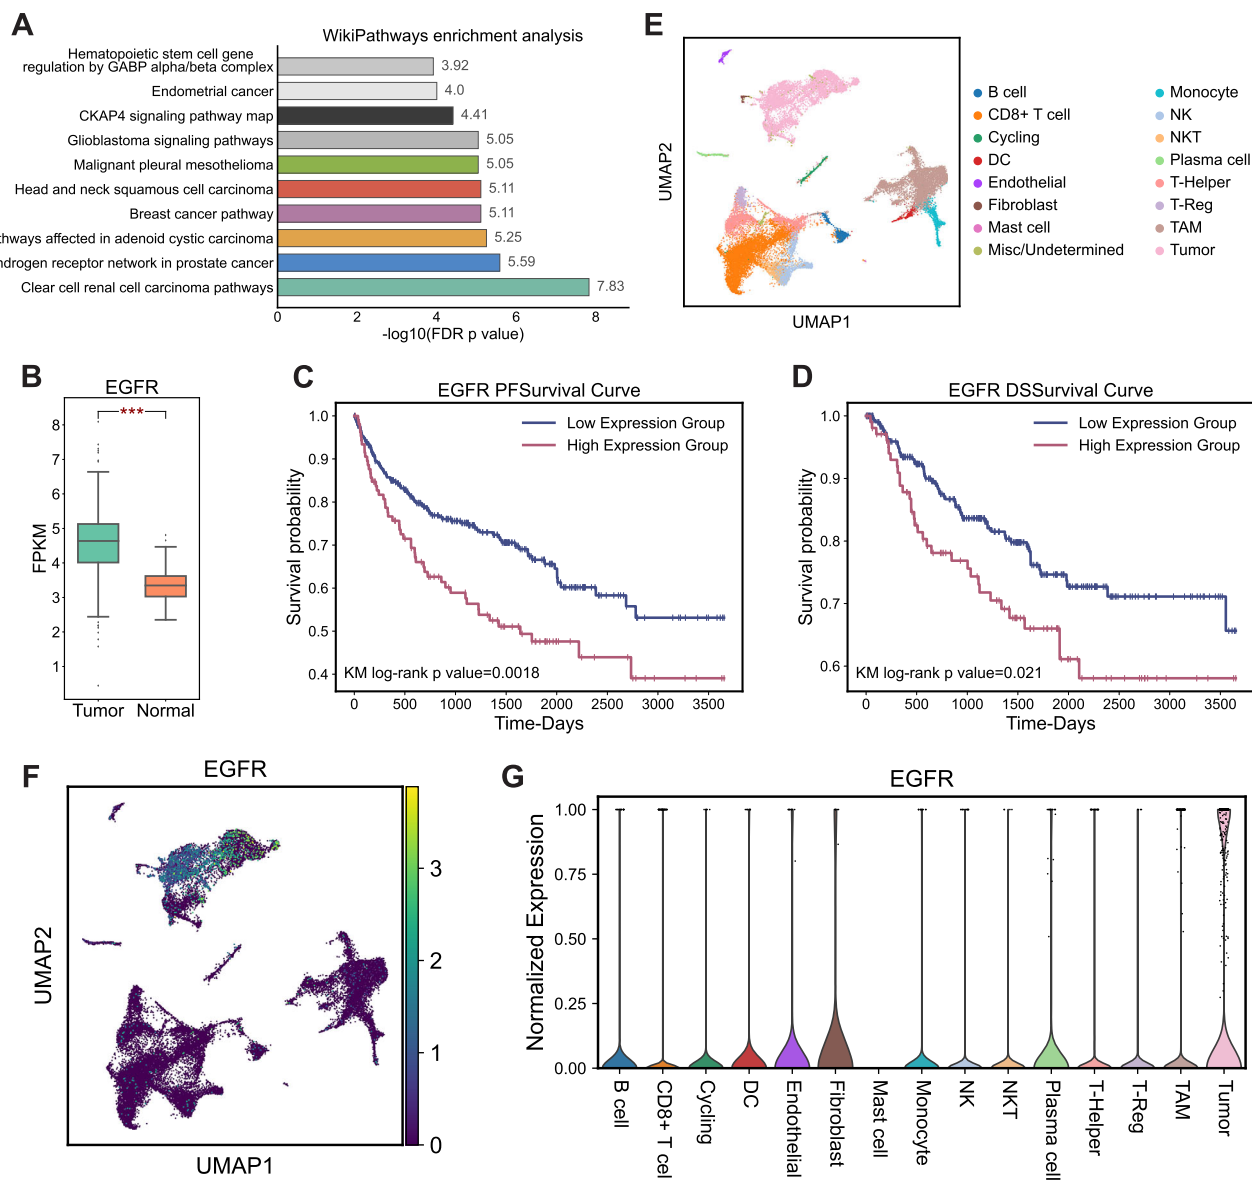 A
WikiPathways enrichment analysis
Hematopoietic stem cell gene
regulation by GABP alpha/beta complex
3.92
Endometrial cancer
4.0
CKAP4 signaling pathway map
4.41
Glioblastoma signaling pathways
5.05
Malignant pleural mesothelioma
5.05
Head and neck squamous cell carcinoma
5.11
Breast cancer pathway
5.11
thways affected in adenoid cystic carcinoma
5.25
ndrogen receptor network in prostate cancer
5.59
Clear cell renal cell carcinoma pathways
7.83
0 2 4 6 8
-log10(FDR p value)
E
UMAP2
UMAP1
B cell
CD8+ T cell
Cycling
DC
Endothelial
Fibroblast
Mast cell
Misc/Undetermined
Monocyte
NK
NKT
Plasma cell
T-Helper
T-Reg
TAM
Tumor
B
EGFR
***
FPKM
8
7
6
5
4
3
2
1
Tumor Normal
C
EGFR PFSurvival Curve
Low Expression Group
High Expression Group
Survival probability
1.0
0.9
0.8
0.7
0.6
0.5
0.4
KM log-rank p value=0.0018
0 500 1000 1500 2000 2500 3000 3500
Time-Days
D
EGFR DSSurvival Curve
Low Expression Group
High Expression Group
Survival probability
1.0
0.9
0.8
0.7
0.6
KM log-rank p value=0.021
0 500 1000 1500 2000 2500 3000 3500
Time-Days
F
EGFR
UMAP2
UMAP1
3
2
1
0
G
EGFR
Normalized Expression
1.00
0.75
0.50
0.25
0.00
B cell
CD8+ T cel
Cycling
DC
Endothelial
Fibroblast
Mast cell
Monocyte
NK
NKT
Plasma cell
T-Helper
T-Reg
TAM
Tumor